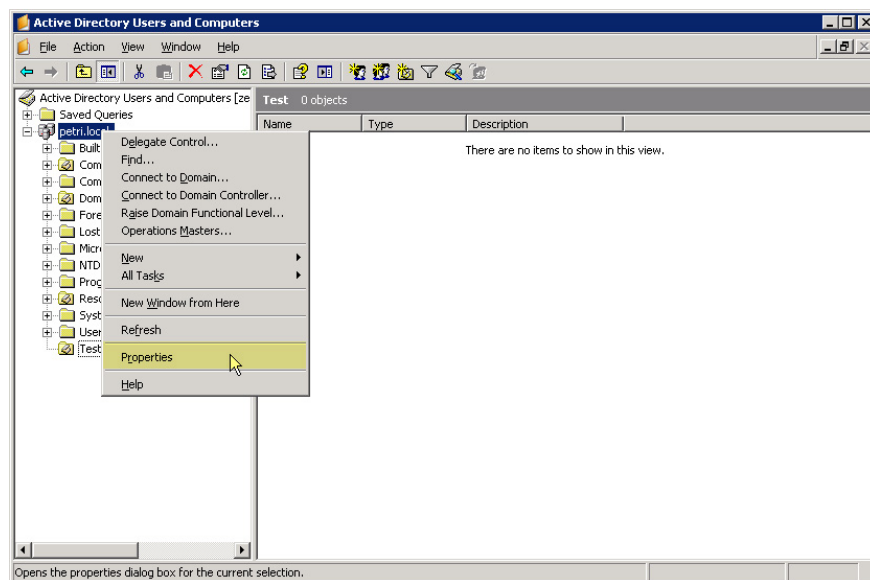 Active Directory Users and Computers
File Action View Window Help
Active Directory Users and Computers [ze
Saved Queries
petri.local
Built
Com
Com
Dom
Fore
Lost
Micro
NTD
Prog
Reso
Syst
User
Test
Delegate Control...
Find...
Connect to Domain...
Connect to Domain Controller...
Raise Domain Functional Level...
Operations Masters...
New
All Tasks
New Window from Here
Refresh
Properties
Help
Test 0 objects
Name Type Description
There are no items to show in this view.
Opens the properties dialog box for the current selection.